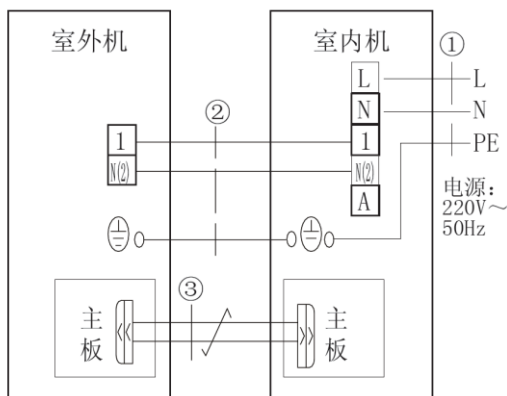 室外机
室内机
①
L
L
N
N
②
1
1
PE
N(2)
N(2)
A
电源：
220V～
50Hz
③
主板
主板